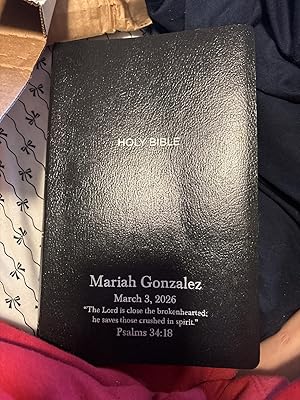 HOLY BIBLE
Mariah Gonzalez
March 3, 2026
"The Lord is close the brokenhearted;
he saves those crushed in spirit."
Psalms 34:18